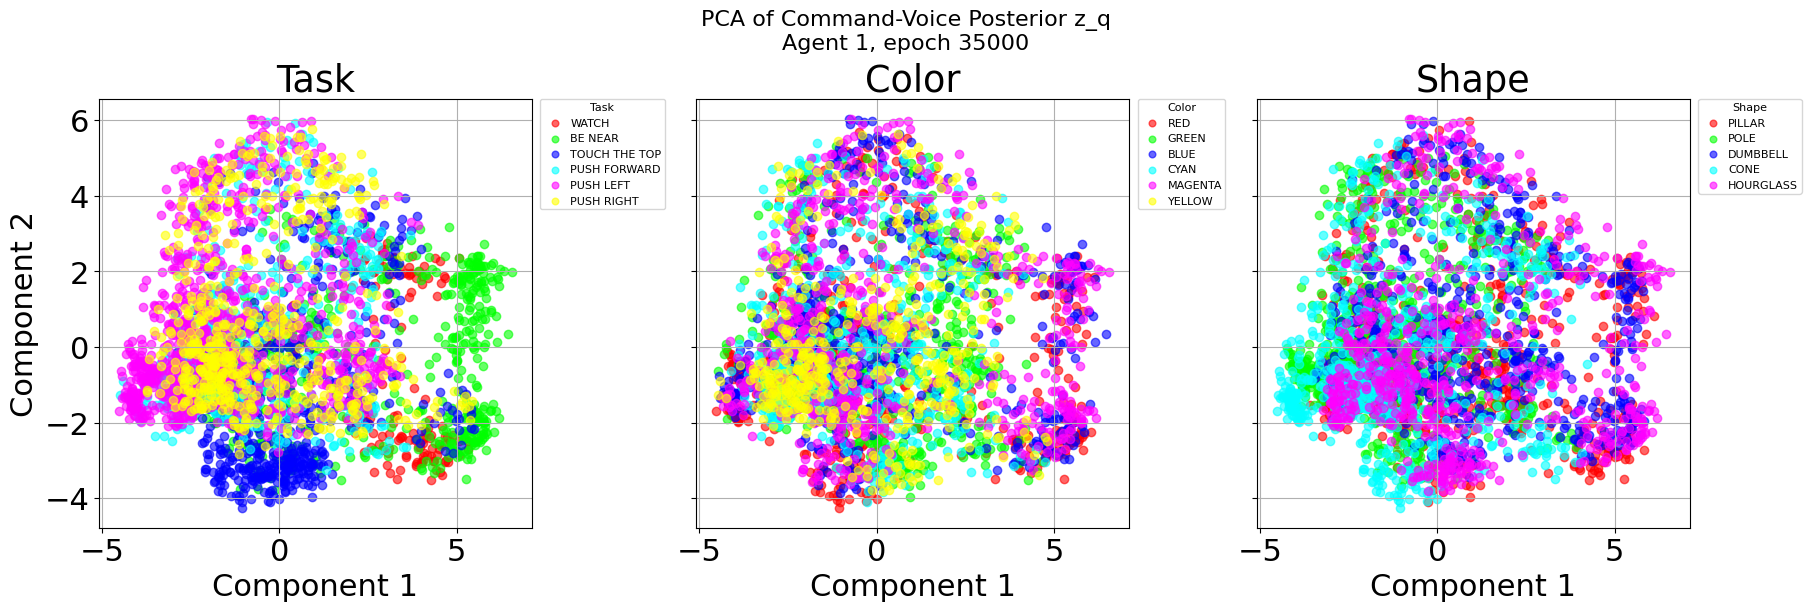 PCA of Command-Voice Posterior z_q
Agent 1, epoch 35000
Task
Component 2
6
4
2
0
−2
−4
−5
0
5
Component 1
Task
WATCH
BE NEAR
TOUCH THE TOP
PUSH FORWARD
PUSH LEFT
PUSH RIGHT
Color
−5
0
5
Component 1
Color
RED
GREEN
BLUE
CYAN
MAGENTA
YELLOW
Shape
−5
0
5
Component 1
Shape
PILLAR
POLE
DUMBBELL
CONE
HOURGLASS